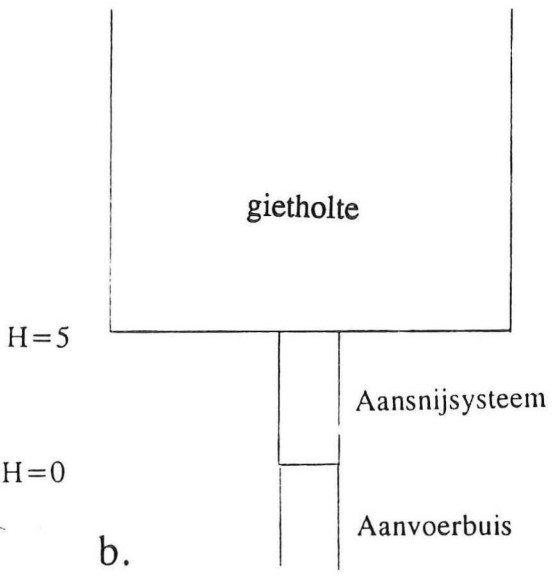 gietholte
H=5
Aansnijsysteem
H=0
Aanvoerbuis
b.